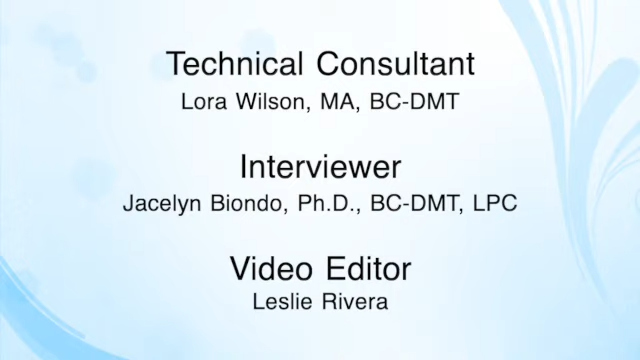 Technical Consultant
Lora Wilson, MA, BC-DMT
Interviewer
Jacelyn Biondo, Ph.D., BC-DMT, LPC
Video Editor
Leslie Rivera